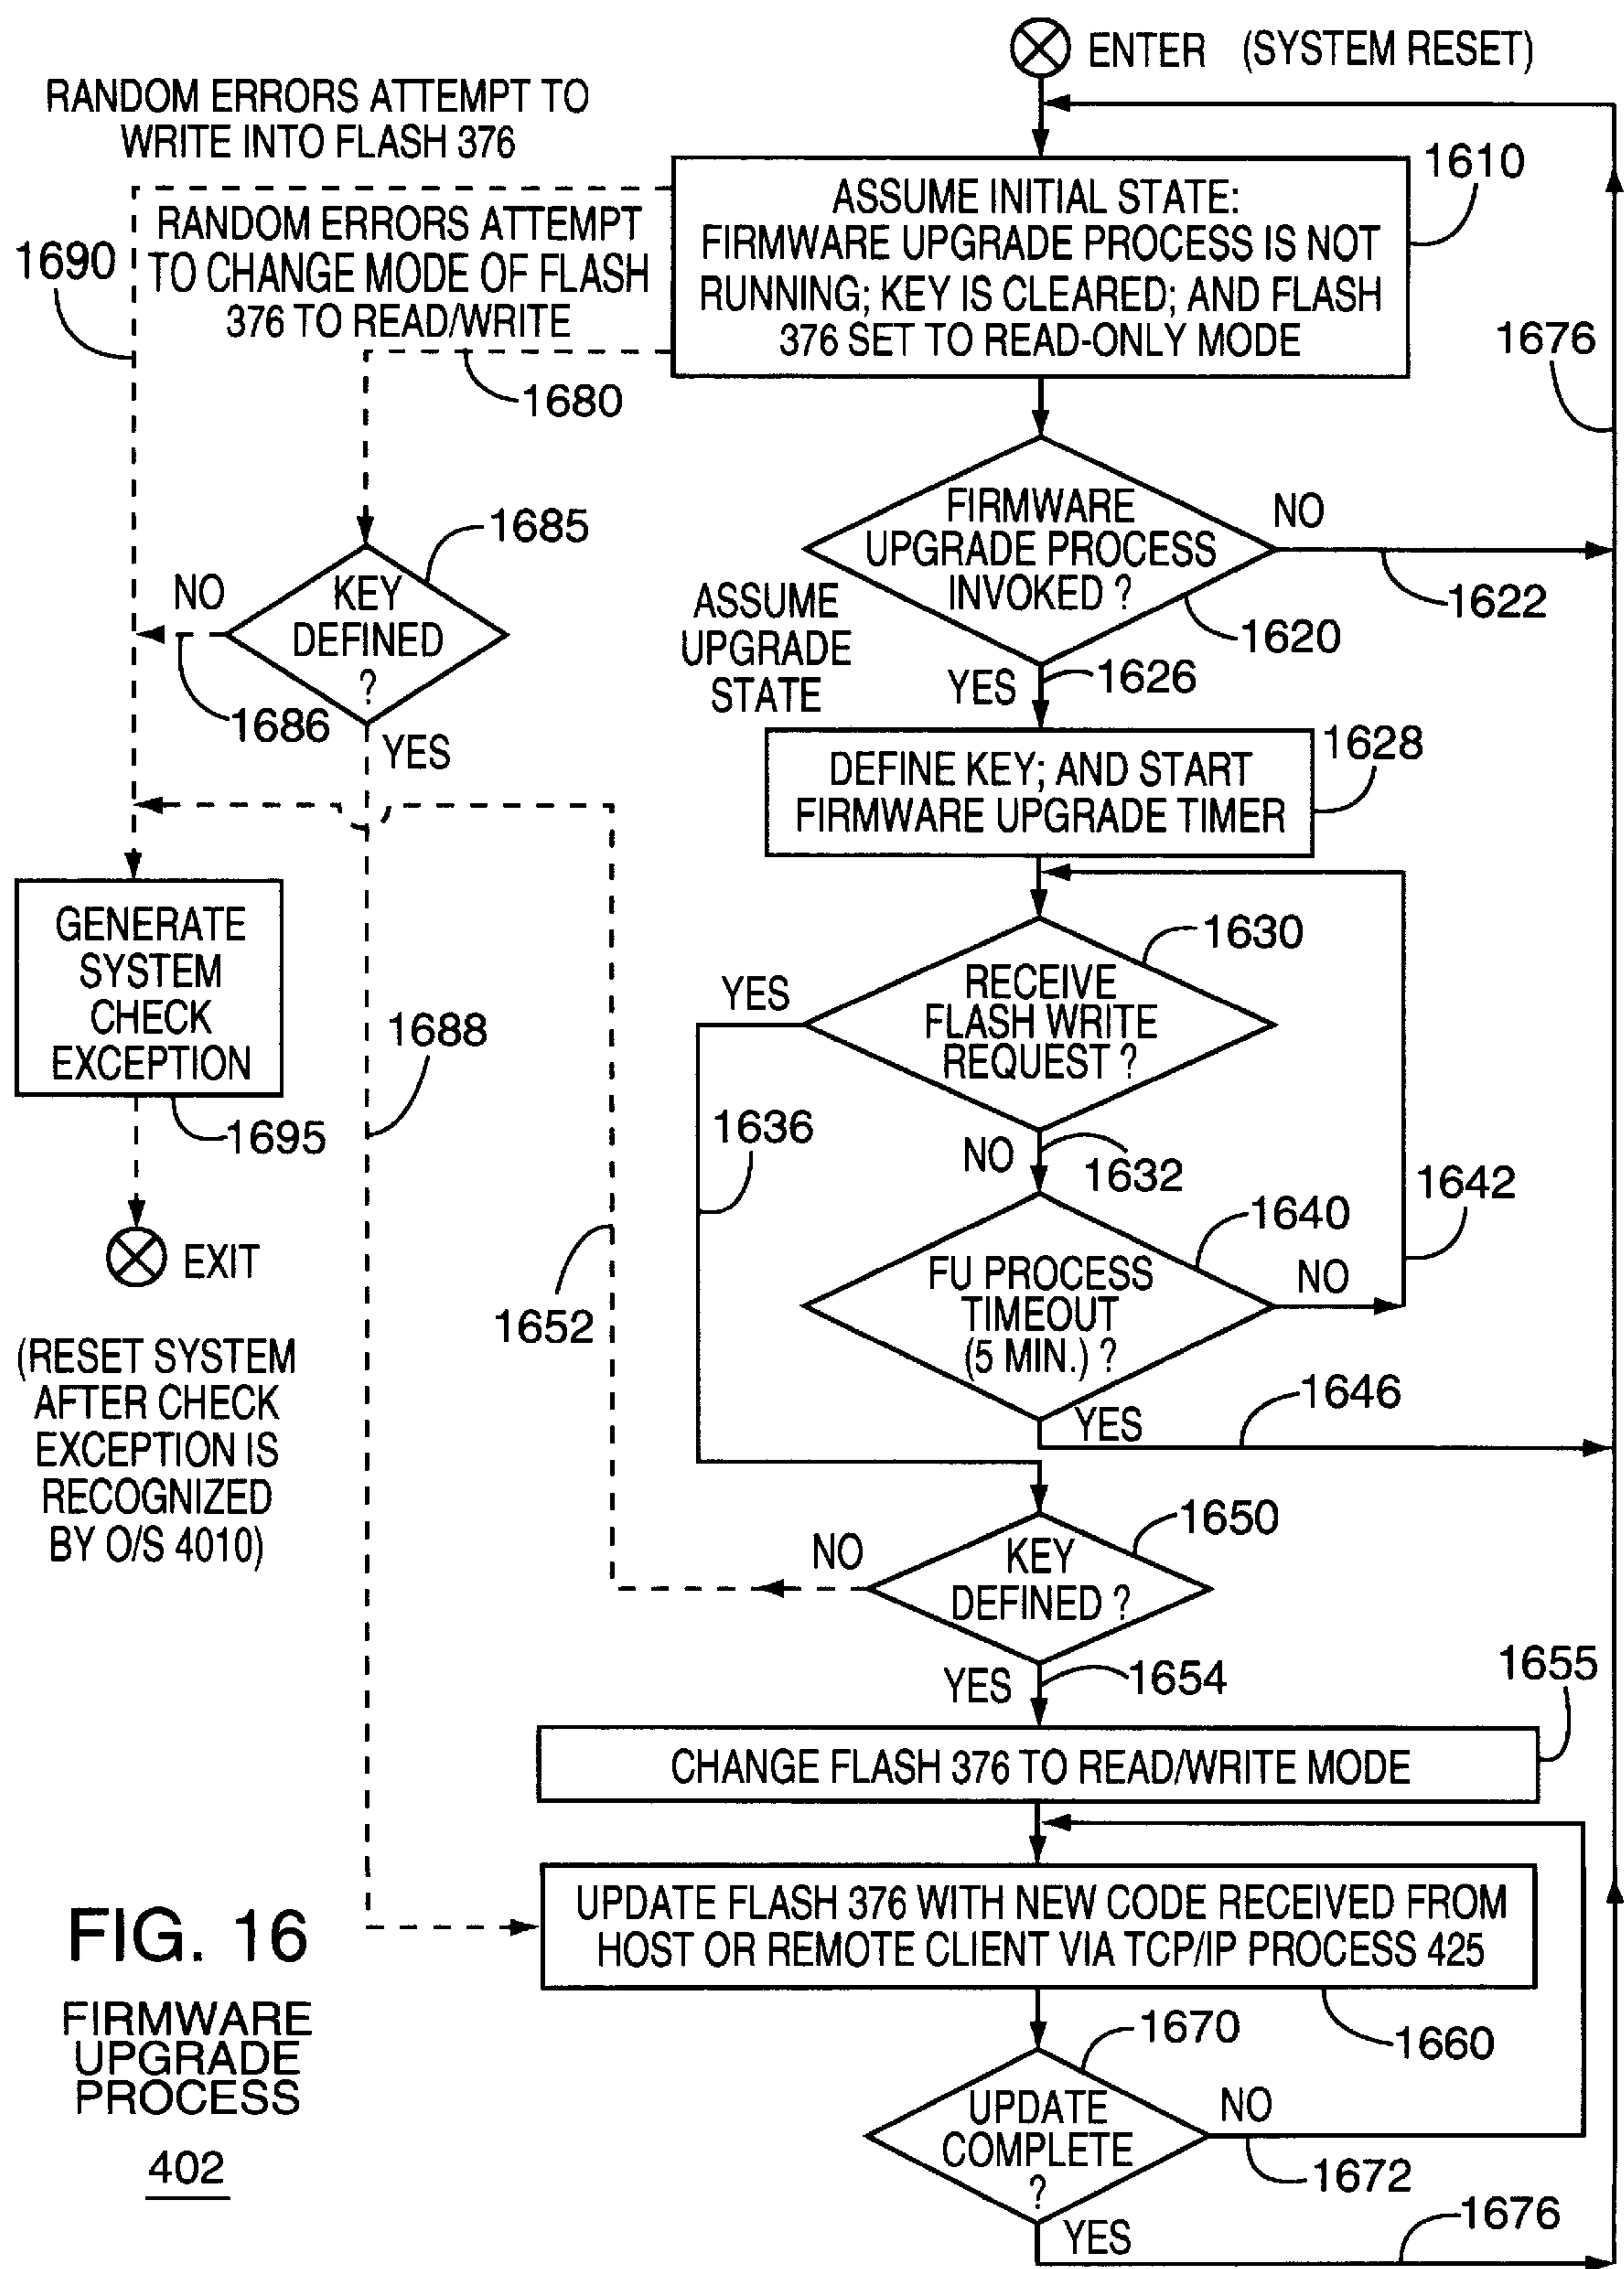 ENTER (SYSTEM RESET)
RANDOM ERRORS ATTEMPT TO
WRITE INTO FLASH 376
1610
ASSUME INITIAL STATE:
FIRMWARE UPGRADE PROCESS IS NOT
RUNNING; KEY IS CLEARED; AND FLASH
376 SET TO READ-ONLY MODE
RANDOM ERRORS ATTEMPT
TO CHANGE MODE OF FLASH
376 TO READ/WRITE
1690
1680
1676
FIRMWARE
UPGRADE PROCESS
INVOKED ?
NO
1622
1620
1685
KEY
DEFINED
?
NO
1686
YES
ASSUME
UPGRADE
STATE
YES
1626
1628
DEFINE KEY; AND START
FIRMWARE UPGRADE TIMER
GENERATE
SYSTEM
CHECK
EXCEPTION
1695
EXIT
(RESET SYSTEM
AFTER CHECK
EXCEPTION IS
RECOGNIZED
BY O/S 4010)
1688
1652
1630
RECEIVE
FLASH WRITE
REQUEST ?
YES
1636
NO
1632
1642
1640
FU PROCESS
TIMEOUT
(5 MIN.) ?
NO
YES
1646
1650
KEY
DEFINED ?
NO
YES
1654
1655
CHANGE FLASH 376 TO READ/WRITE MODE
UPDATE FLASH 376 WITH NEW CODE RECEIVED FROM
HOST OR REMOTE CLIENT VIA TCP/IP PROCESS 425
1660
1670
UPDATE
COMPLETE
?
NO
1672
YES
1676
FIG. 16
FIRMWARE
UPGRADE
PROCESS
402